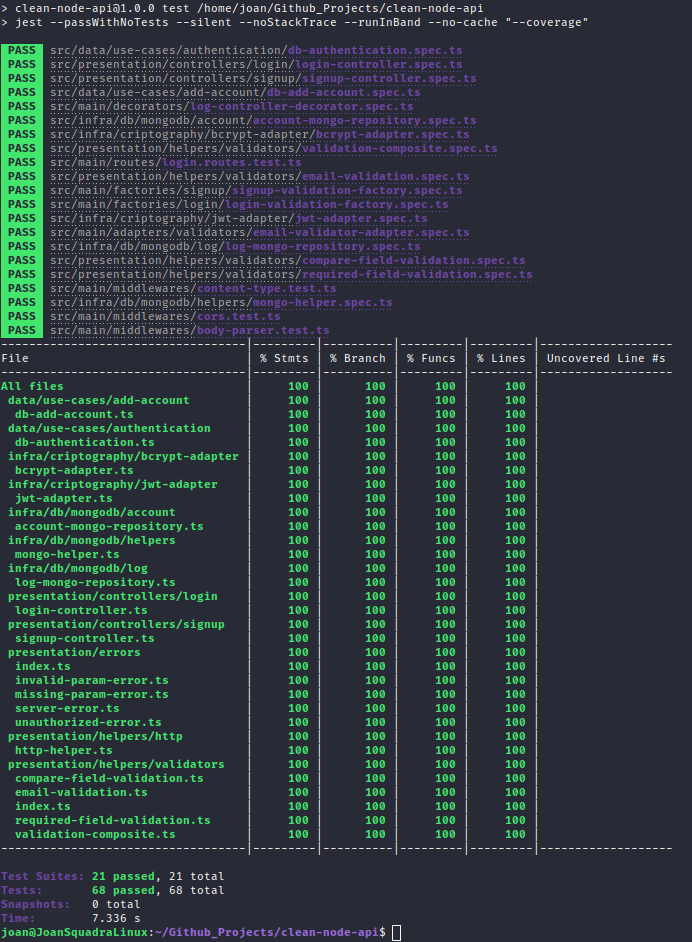 > clean-node-api@1.0.0 test /home/joan/Github_Projects/clean-node-api
> jest --passWithNoTests --silent --noStackTrace --runInBand --no-cache "--coverage"
PASS src/data/use-cases/authentication/db-authentication.spec.ts
PASS src/presentation/controllers/login/login-controller.spec.ts
PASS src/presentation/controllers/signup/signup-controller.spec.ts
PASS src/data/use-cases/add-account/db-add-account.spec.ts
PASS src/main/decorators/log-controller-decorator.spec.ts
PASS src/infra/db/mongodb/account/account-mongo-repository.spec.ts
PASS src/infra/criptography/bcrypt-adapter/bcrypt-adapter.spec.ts
PASS src/presentation/helpers/validators/validation-composite.spec.ts
PASS src/main/routes/login.routes.test.ts
PASS src/presentation/helpers/validators/email-validation.spec.ts
PASS src/main/factories/signup/signup-validation-factory.spec.ts
PASS src/main/factories/login/login-validation-factory.spec.ts
PASS src/infra/criptography/jwt-adapter/jwt-adapter.spec.ts
PASS src/main/adapters/validators/email-validator-adapter.spec.ts
PASS src/infra/db/mongodb/log/log-mongo-repository.spec.ts
PASS src/presentation/helpers/validators/compare-field-validation.spec.ts
PASS src/presentation/helpers/validators/required-field-validation.spec.ts
PASS src/main/middlewares/content-type.test.ts
PASS src/infra/db/mongodb/helpers/mongo-helper.spec.ts
PASS src/main/middlewares/cors.test.ts
PASS src/main/middlewares/body-parser.test.ts
-----------------------------------|---------|----------|---------|---------|-------------------
File | % Stmts | % Branch | % Funcs | % Lines | Uncovered Line #s
-----------------------------------|---------|----------|---------|---------|-------------------
All files | 100 | 100 | 100 | 100 |
data/use-cases/add-account | 100 | 100 | 100 | 100 |
db-add-account.ts | 100 | 100 | 100 | 100 |
data/use-cases/authentication | 100 | 100 | 100 | 100 |
db-authentication.ts | 100 | 100 | 100 | 100 |
infra/criptography/bcrypt-adapter | 100 | 100 | 100 | 100 |
bcrypt-adapter.ts | 100 | 100 | 100 | 100 |
infra/criptography/jwt-adapter | 100 | 100 | 100 | 100 |
jwt-adapter.ts | 100 | 100 | 100 | 100 |
infra/db/mongodb/account | 100 | 100 | 100 | 100 |
account-mongo-repository.ts | 100 | 100 | 100 | 100 |
infra/db/mongodb/helpers | 100 | 100 | 100 | 100 |
mongo-helper.ts | 100 | 100 | 100 | 100 |
infra/db/mongodb/log | 100 | 100 | 100 | 100 |
log-mongo-repository.ts | 100 | 100 | 100 | 100 |
presentation/controllers/login | 100 | 100 | 100 | 100 |
login-controller.ts | 100 | 100 | 100 | 100 |
presentation/controllers/signup | 100 | 100 | 100 | 100 |
signup-controller.ts | 100 | 100 | 100 | 100 |
presentation/errors | 100 | 100 | 100 | 100 |
index.ts | 100 | 100 | 100 | 100 |
invalid-param-error.ts | 100 | 100 | 100 | 100 |
missing-param-error.ts | 100 | 100 | 100 | 100 |
server-error.ts | 100 | 100 | 100 | 100 |
unauthorized-error.ts | 100 | 100 | 100 | 100 |
presentation/helpers/http | 100 | 100 | 100 | 100 |
http-helper.ts | 100 | 100 | 100 | 100 |
presentation/helpers/validators | 100 | 100 | 100 | 100 |
compare-field-validation.ts | 100 | 100 | 100 | 100 |
email-validation.ts | 100 | 100 | 100 | 100 |
index.ts | 100 | 100 | 100 | 100 |
required-field-validation.ts | 100 | 100 | 100 | 100 |
validation-composite.ts | 100 | 100 | 100 | 100 |
-----------------------------------|---------|----------|---------|---------|-------------------
Test Suites: 21 passed, 21 total
Tests: 68 passed, 68 total
Snapshots: 0 total
Time: 7.336 s
joan@JoanSquadraLinux:~/Github_Projects/clean-node-api$